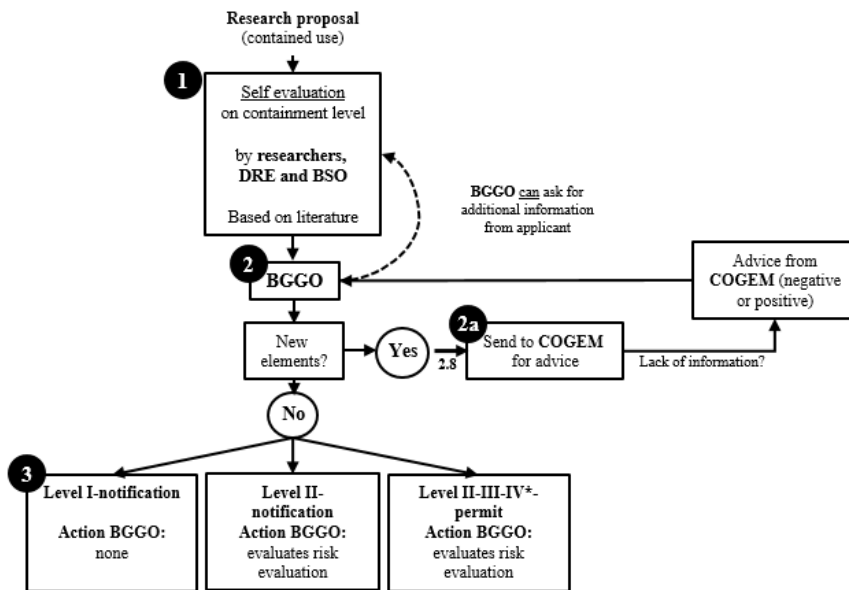 Research proposal
(contained use)
1
Self evaluation
on containment level
by researchers,
DRE and BSO
Based on literature
BGGO can ask for
additional information
from applicant
2
BGGO
Advice from
COGEM (negative
or positive)
New
elements?
Yes
2.8
2a
Send to COGEM
for advice
Lack of information?
No
3
Level I-notification
Action BGGO:
none
Level II-
notification
Action BGGO:
evaluates risk
evaluation
Level II-III-IV*-
permit
Action BGGO:
evaluates risk
evaluation